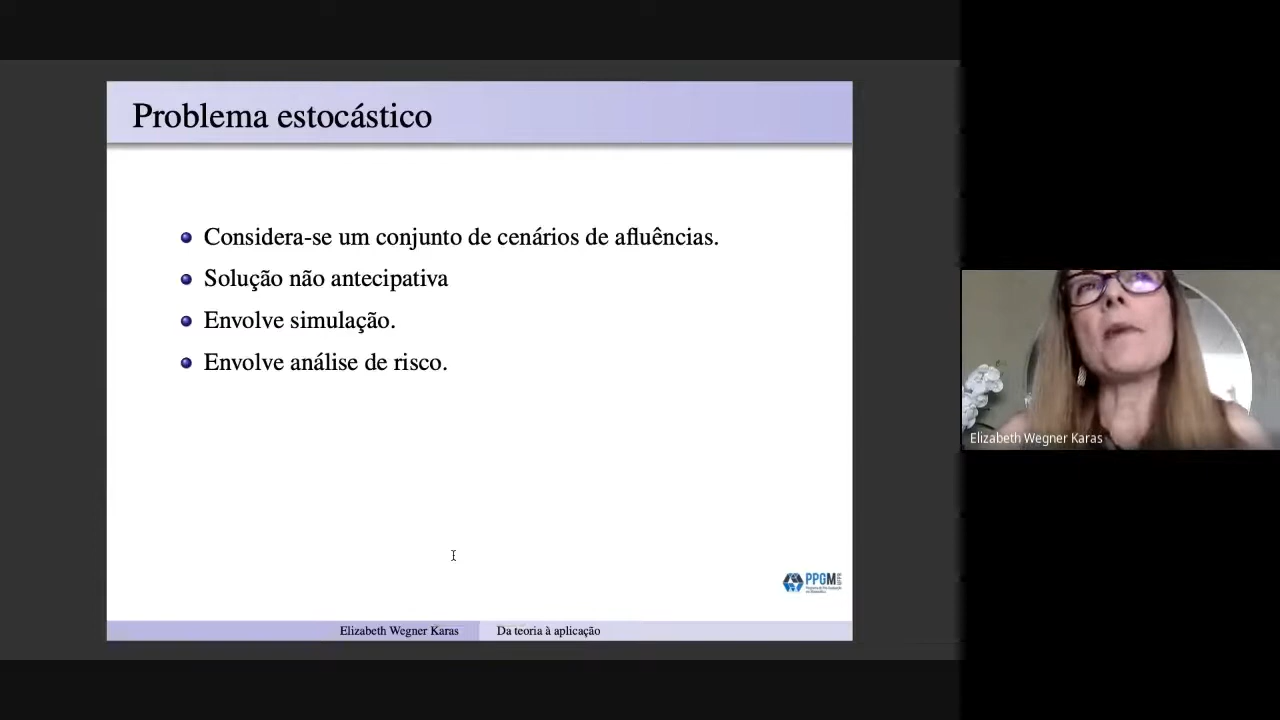 Problema estocástico
Considera-se um conjunto de cenários de afluências.
Solução não antecipativa
Envolve simulação.
Envolve análise de risco.
PPGM
UFPR
Elizabeth Wegner Karas
Da teoria à aplicação
Elizabeth Wegner Karas